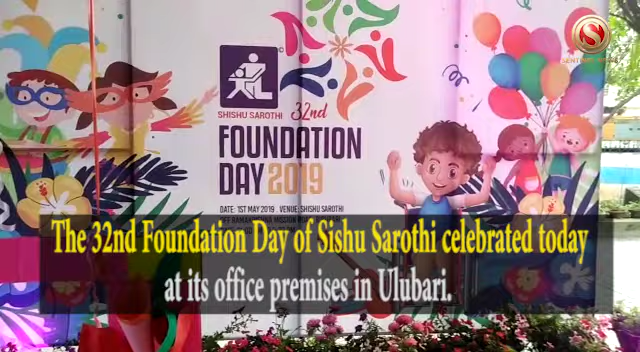 SHISHU SAROTHI
32nd
FOUNDATION
DAY 2019
DATE: 1ST MAY 2019 . VENUE: SHISHU SAROTHI
The 32nd Foundation Day of Sishu Sarothi celebrated today
at its office premises in Ulubari.